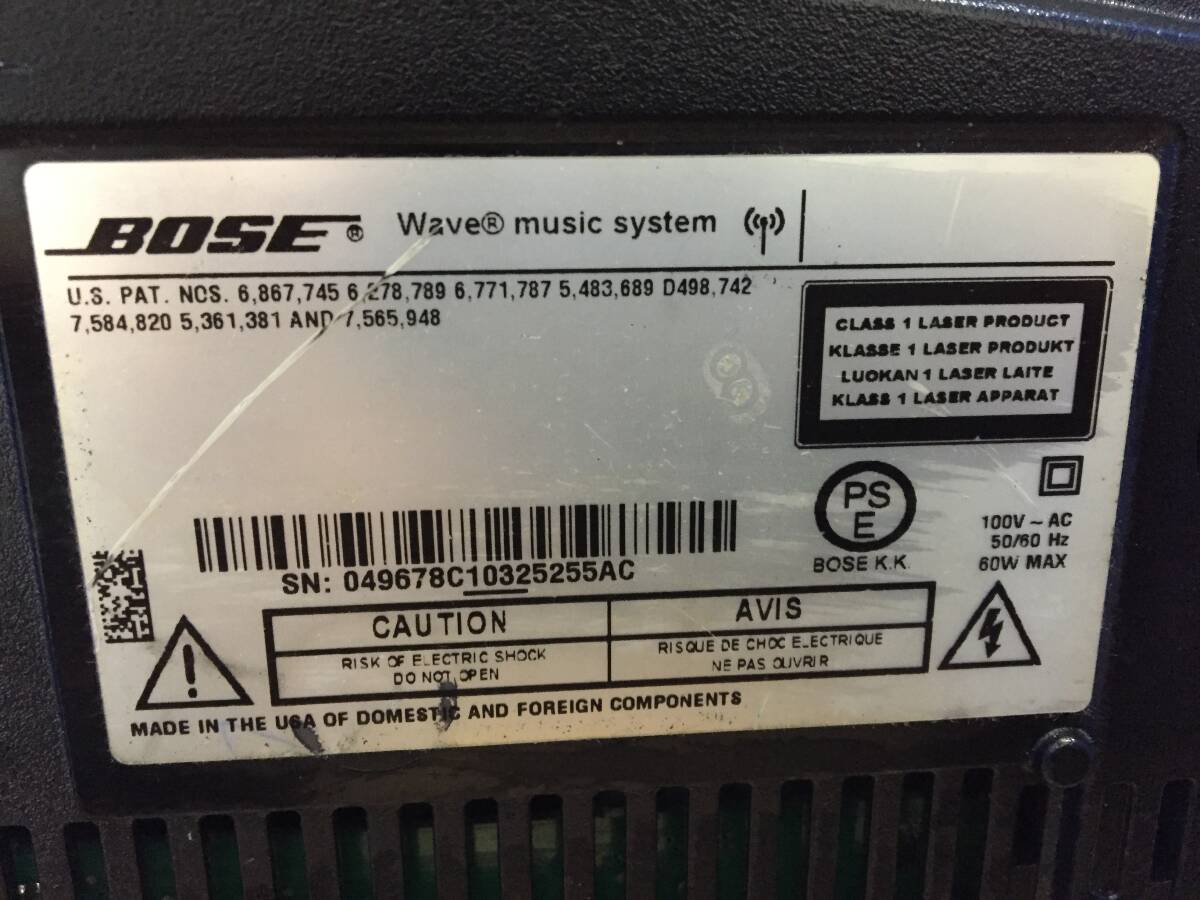 BOSE® Wave® music system
U.S. PAT. NOS. 6,867,745 6,278,789 6,771,787 5,483,689 D498,742
7,584,820 5,361,381 AND 7,565,948
CLASS 1 LASER PRODUCT
KLASSE 1 LASER PRODUKT
LUOKAN 1 LASER LAITE
KLASS 1 LASER APPARAT
PS
E
BOSE K.K.
100V ~ AC
50/60 Hz
60W MAX
SN: 049678C10325255AC
CAUTION
RISK OF ELECTRIC SHOCK
DO NOT OPEN
AVIS
RISQUE DE CHOC ELECTRIQUE
NE PAS OUVRIR
MADE IN THE USA OF DOMESTIC AND FOREIGN COMPONENTS